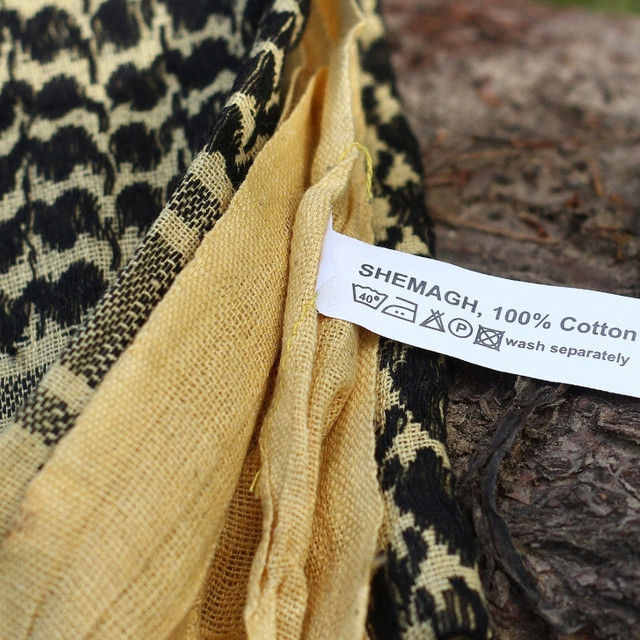 SHEMAGH, 100% Cotton
40° P wash separately